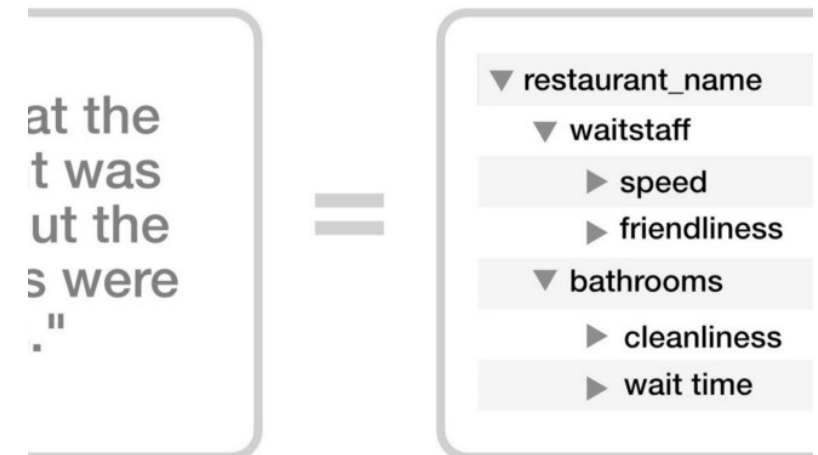 at the
t was
ut the
s were
."
=
restaurant_name
waitstaff
speed
friendliness
bathrooms
cleanliness
wait time